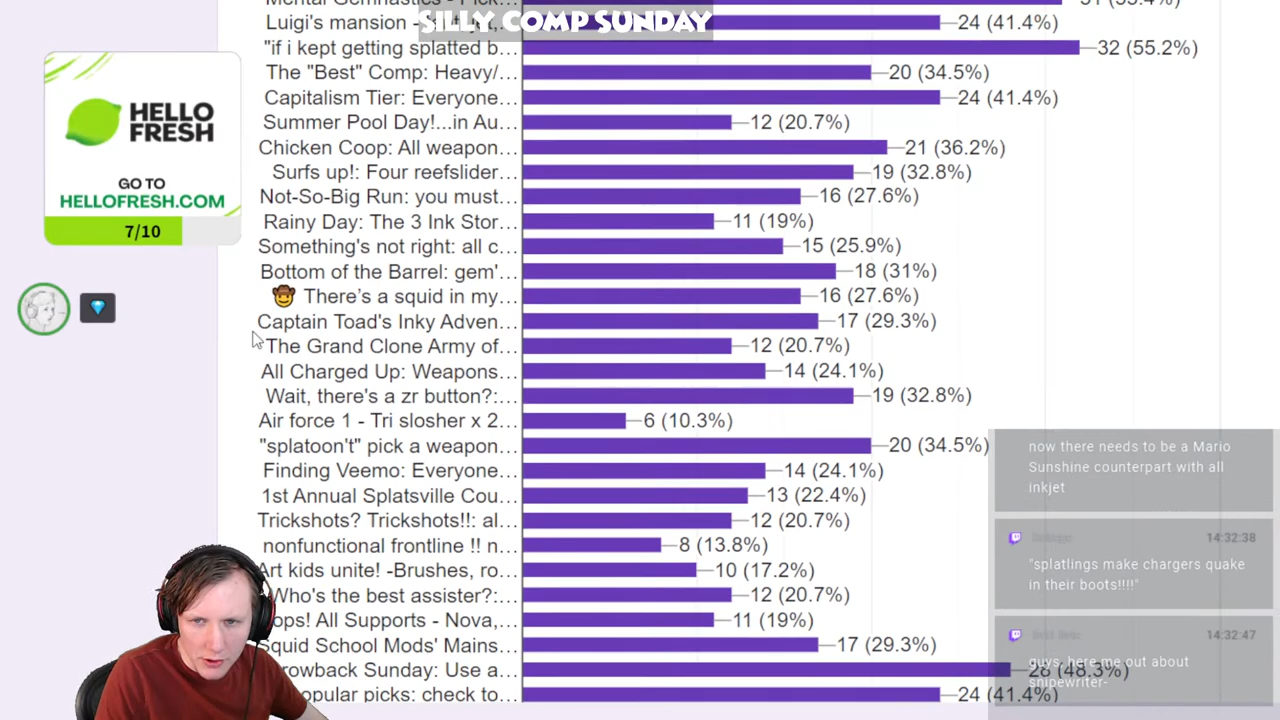 SILLY COMP SUNDAY
Luigi's mansion
24 (41.4%)
"if i kept getting splatted b...
32 (55.2%)
The "Best" Comp: Heavy/...
20 (34.5%)
Capitalism Tier: Everyone...
24 (41.4%)
Summer Pool Day!...in Au...
12 (20.7%)
Chicken Coop: All weapon...
21 (36.2%)
Surfs up!: Four reefslider...
19 (32.8%)
Not-So-Big Run: you must...
16 (27.6%)
Rainy Day: The 3 Ink Stor...
11 (19%)
Something's not right: all c...
15 (25.9%)
Bottom of the Barrel: gem'...
18 (31%)
🤠 There's a squid in my...
16 (27.6%)
Captain Toad's Inky Adven...
17 (29.3%)
The Grand Clone Army of...
12 (20.7%)
All Charged Up: Weapons...
14 (24.1%)
Wait, there's a zr button?:...
19 (32.8%)
Air force 1 - Tri slosher x 2...
6 (10.3%)
"splatoon't" pick a weapon...
20 (34.5%)
Finding Veemo: Everyone...
14 (24.1%)
1st Annual Splatsville Cou...
13 (22.4%)
Trickshots? Trickshots!!: al...
12 (20.7%)
nonfunctional frontline !! n...
8 (13.8%)
Art kids unite! -Brushes, ro...
10 (17.2%)
Who's the best assister?:...
12 (20.7%)
All Supports - Nova,...
11 (19%)
Squid School Mods' Mains...
17 (29.3%)
Sunday: Use a...
(48.3%)
picks: check to...
24 (41.4%)
HELLO
FRESH
GO TO
HELLOFRESH.COM
7/10
now there needs to be a Mario
Sunshine counterpart with all
inkjet
14:32:38
"splatlings make chargers quake
in their boots!!!!"
14:32:47
guys, here me out about
snipewriter-